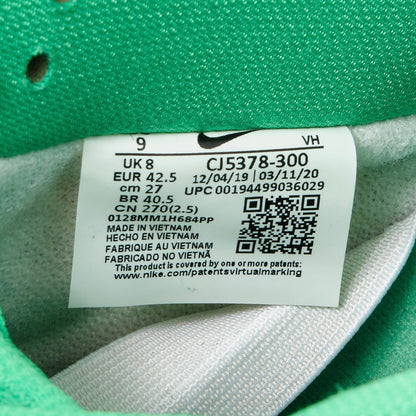 9 VH
UK 8 CJ5378-300
EUR 42.5 12/04/19 | 03/11/20
cm 27 UPC 00194499036029
BR 40.5
CN 270(2.5)
0128MM1H684PP
MADE IN VIETNAM
HECHO EN VIETNAM
FABRIQUE AU VIETNAM
FABRICADO NO VIETNÃ
This product is covered by one or more patents:
www.nike.com/patentsvirtualmarking